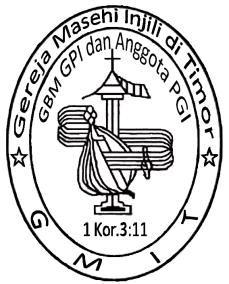 Gereja Masehi Injili di Timor
GBM GPI dan Anggota PGI
1 Kor.3:11
G M I T